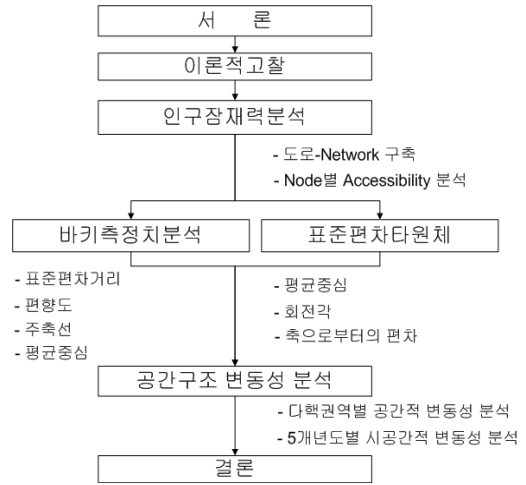 서 론
이론적고찰
인구잠재력분석
- 도로-Network 구축
- Node별 Accessibility 분석
바키측정치분석
표준편차타원체
- 표준편차거리
- 편향도
- 주축선
- 평균중심
- 평균중심
- 회전각
- 축으로부터의 편차
공간구조 변동성 분석
- 다핵권역별 공간적 변동성 분석
- 5개년도별 시공간적 변동성 분석
결론